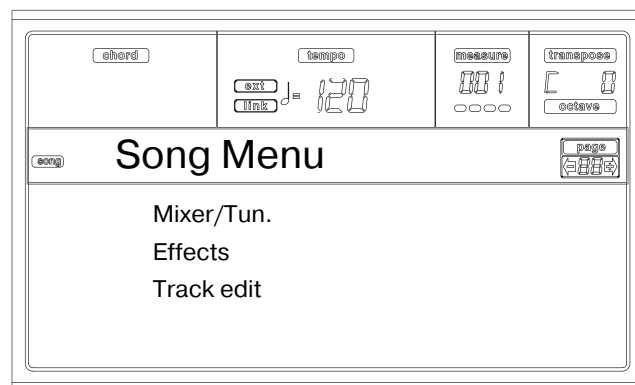 chord
tempo
measure
transpose
ext
link
= 120
001
C 0
octave
song
Song Menu
page
88
Mixer/Tun.
Effects
Track edit